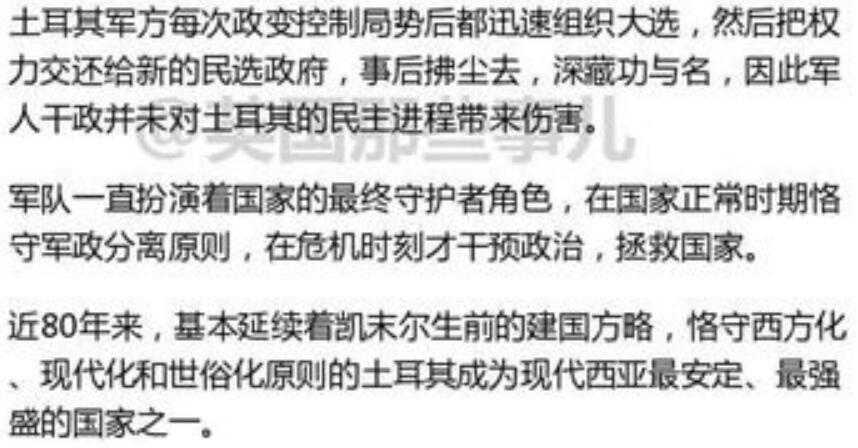 土耳其军方每次政变控制局势后都迅速组织大选，然后把权
力交还给新的民选政府，事后拂尘去，深藏功与名，因此军
人干政并未对土耳其的民主进程带来伤害。
@英国那些事儿
军队一直扮演着国家的最终守护者角色，在国家正常时期恪
守军政分离原则，在危机时刻才干预政治，拯救国家。
近80年来，基本延续着凯末尔生前的建国方略，恪守西方化
、现代化和世俗化原则的土耳其成为现代西亚最安定、最强
盛的国家之一。